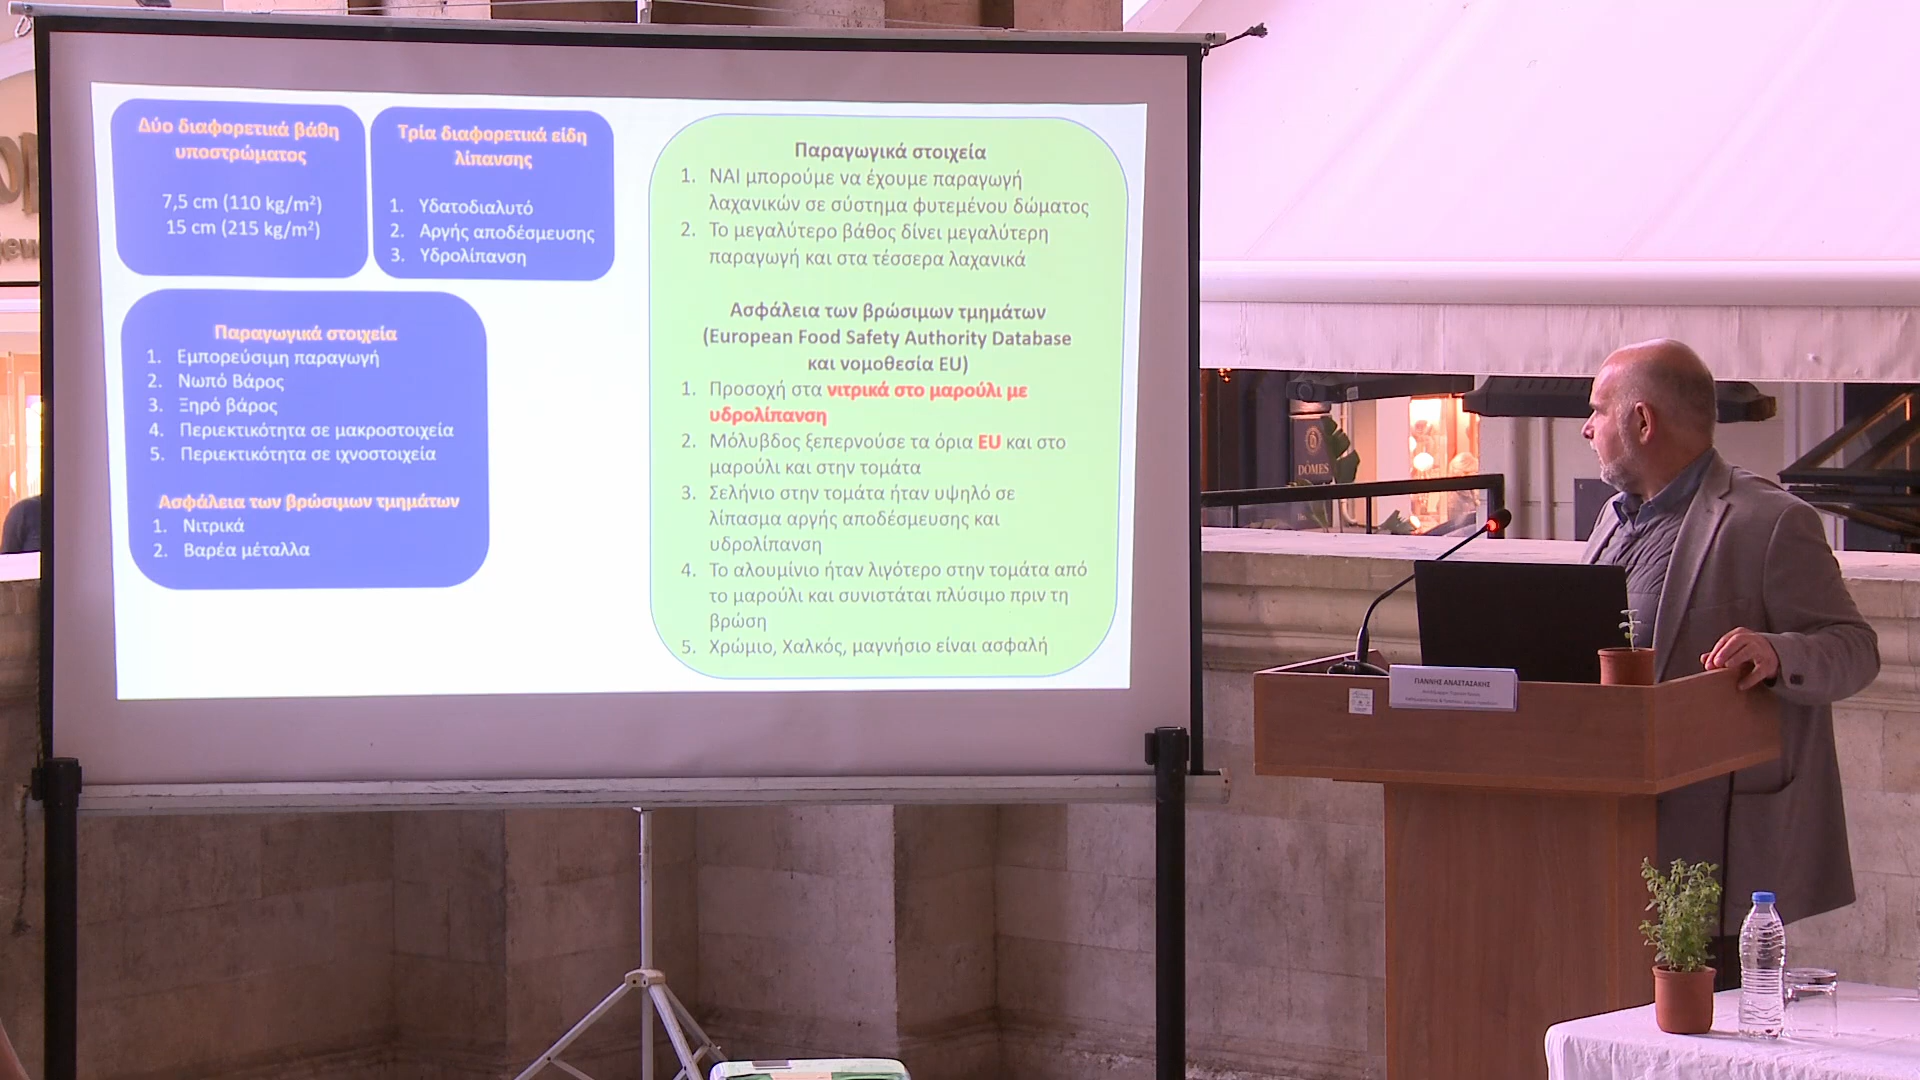 Δύο διαφορετικά βάθη
υποστρώματος
7,5 cm (110 kg/m²)
15 cm (215 kg/m²)
Τρία διαφορετικά είδη
λίπανσης
1. Υδατοδιαλυτό
2. Αργής αποδέσμευσης
3. Υδρολίπανση
Παραγωγικά στοιχεία
1. Εμπορεύσιμη παραγωγή
2. Νωπό Βάρος
3. Ξηρό βάρος
4. Περιεκτικότητα σε μακροστοιχεία
5. Περιεκτικότητα σε ιχνοστοιχεία
Ασφάλεια των βρώσιμων τμημάτων
1. Νιτρικά
2. Βαρέα μέταλλα
Παραγωγικά στοιχεία
1. ΝΑΙ μπορούμε να έχουμε παραγωγή
λαχανικών σε σύστημα φυτεμένου δώματος
2. Το μεγαλύτερο βάθος δίνει μεγαλύτερη
παραγωγή και στα τέσσερα λαχανικά
Ασφάλεια των βρώσιμων τμημάτων
(European Food Safety Authority Database
και νομοθεσία EU)
1. Προσοχή στα νιτρικά στο μαρούλι με
υδρολίπανση
2. Μόλυβδος ξεπερνούσε τα όρια EU και στο
μαρούλι και στην τομάτα
3. Σελήνιο στην τομάτα ήταν υψηλό σε
λίπασμα αργής αποδέσμευσης και
υδρολίπανση
4. Το αλουμίνιο ήταν λιγότερο στην τομάτα από
το μαρούλι και συνιστάται πλύσιμο πριν τη
βρώση
5. Χρώμιο, Χαλκός, μαγνήσιο είναι ασφαλή
DOMES
ΓΙΑΝΝΗΣ ΑΝΑΣΤΑΣΑΚΗΣ